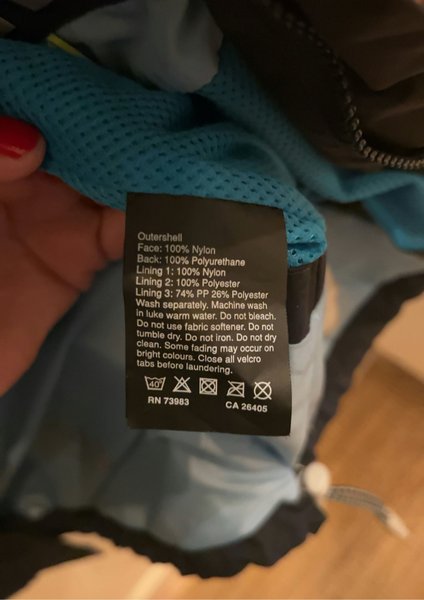 Outershell
Face: 100% Nylon
Back: 100% Polyurethane
Lining 1: 100% Nylon
Lining 2: 100% Polyester
Lining 3: 74% PP 26% Polyester
Wash separately. Machine wash
in luke warm water. Do not bleach.
Do not use fabric softener. Do not
tumble dry. Do not iron. Do not dry
clean. Some fading may occur on
bright colours. Close all velcro
tabs before laundering.
40°
RN 73983 CA 26405